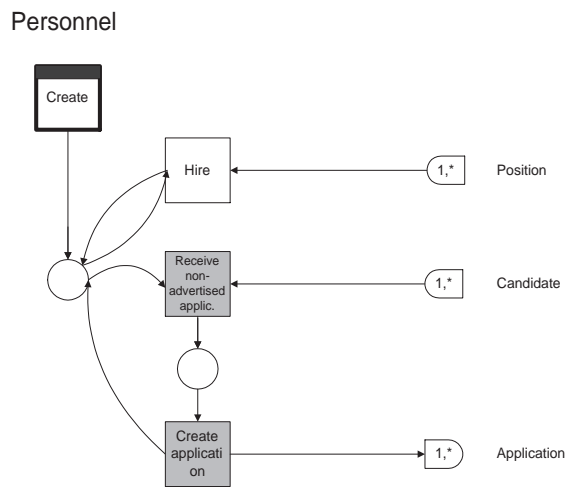 Personnel
Create
Hire
1,*
Position
Receive
non-
advertised
applic.
1,*
Candidate
Create
applicati
on
1,*
Application